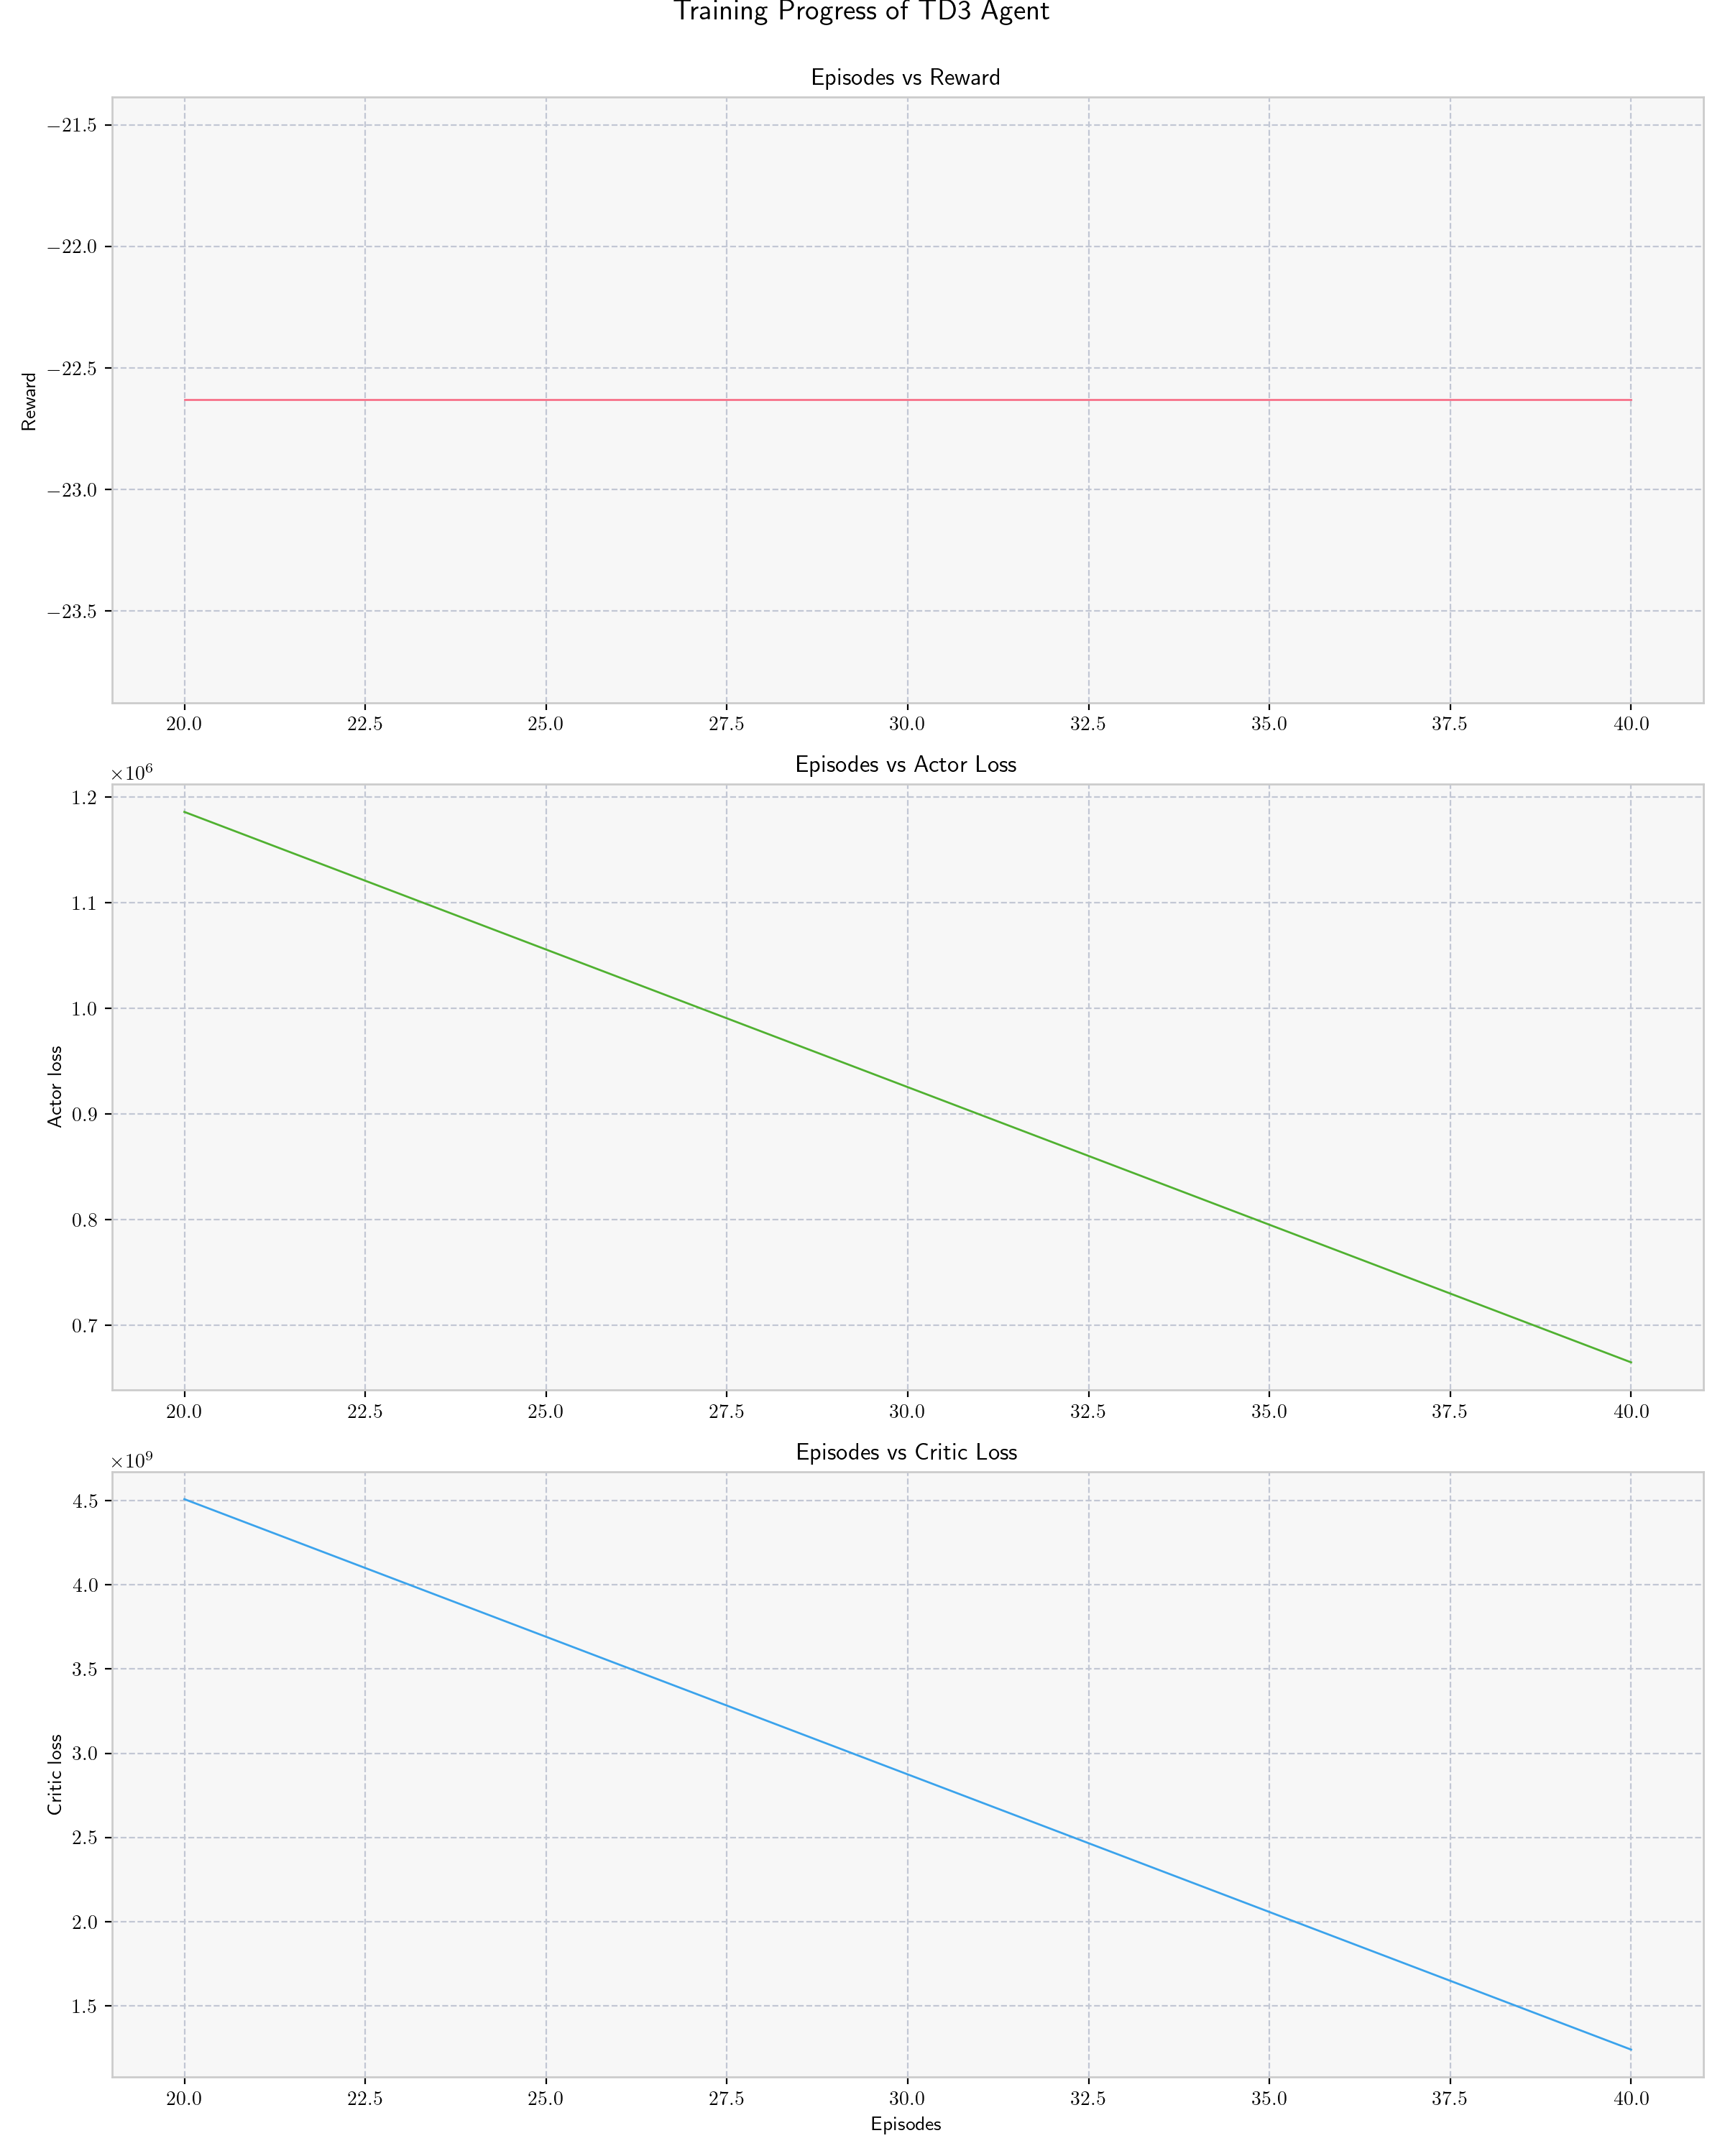 Training Progress of TD3 Agent
Episodes vs Reward
−21.5
−22.0
−22.5
−23.0
−23.5
Reward
20.0 22.5 25.0 27.5 30.0 32.5 35.0 37.5 40.0
Episodes vs Actor Loss
×10⁶
1.2
1.1
1.0
0.9
0.8
0.7
Actor loss
20.0 22.5 25.0 27.5 30.0 32.5 35.0 37.5 40.0
Episodes vs Critic Loss
×10⁹
4.5
4.0
3.5
3.0
2.5
2.0
1.5
Critic loss
20.0 22.5 25.0 27.5 30.0 32.5 35.0 37.5 40.0
Episodes